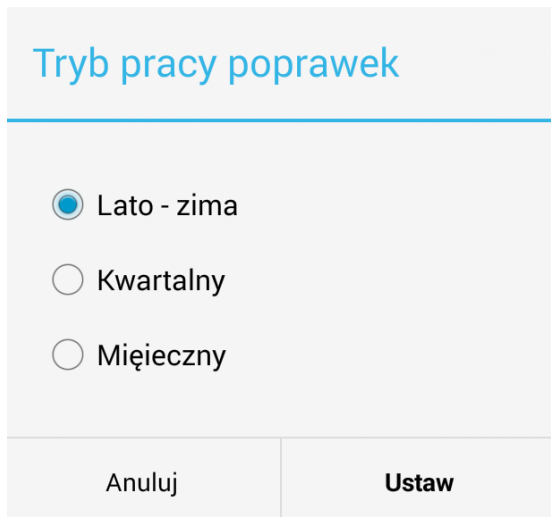 Tryb pracy poprawek
Lato - zima
Kwartalny
Mięieczny
Anuluj
Ustaw